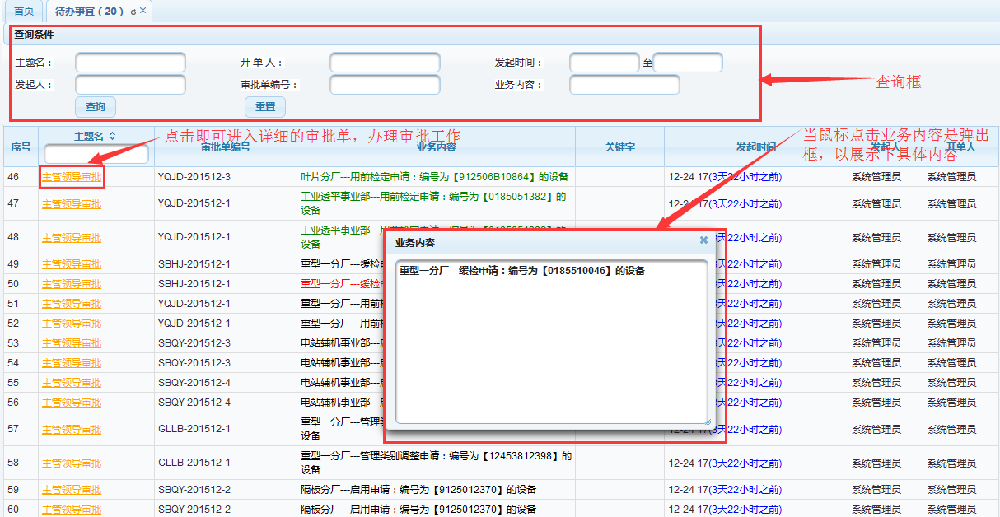 首页 待办事宜（20）
查询条件
主题名： 开 单 人： 发起时间： 至
发起人： 审批单编号： 业务内容：
查询 重置
查询框
点击即可进入详细的审批单，办理审批工作
当鼠标点击业务内容是弹出
框，以展示下具体内容
序号 主题名 审批单编号 业务内容 关键字 发起时间 发起人 开单人
46 主管领导审批 YQJD-201512-3 叶片分厂---用前检定申请：编号为【912506B10864】的设备 12-24 17(3天22小时之前) 系统管理员 系统管理员
47 主管领导审批 YQJD-201512-1 工业透平事业部---用前检定申请：编号为【0185051382】的 12-24 17(3天22小时之前) 系统管理员 系统管理员
设备
48 主管领导审批 YQJD-201512-1 工业透平事业部---用前检定申请：编号为 3天22小时之前) 系统管理员 系统管理员
设备
业务内容
重型一分厂---缓检申请：编号为【0185510046】的设备
49 主管领导审批 SBHJ-201512-1 重型一分厂---缓检 3天22小时之前) 系统管理员 系统管理员
50 主管领导审批 SBHJ-201512-1 重型一分厂---缓检 3天22小时之前) 系统管理员 系统管理员
51 主管领导审批 YQJD-201512-1 重型一分厂---用前 3天22小时之前) 系统管理员 系统管理员
52 主管领导审批 YQJD-201512-1 重型一分厂---用前 3天22小时之前) 系统管理员 系统管理员
53 主管领导审批 SBQY-201512-3 电站辅机事业部--- 3天22小时之前) 系统管理员 系统管理员
54 主管领导审批 SBQY-201512-3 电站辅机事业部--- 3天22小时之前) 系统管理员 系统管理员
55 主管领导审批 SBQY-201512-4 电站辅机事业部--- 3天22小时之前) 系统管理员 系统管理员
56 主管领导审批 SBQY-201512-4 电站辅机事业部--- 3天22小时之前) 系统管理员 系统管理员
57 主管领导审批 GLLB-201512-1 重型一分厂---管理 12-24 17(3天22小时之前) 系统管理员 系统管理员
设备
58 主管领导审批 GLLB-201512-1 重型一分厂---管理类别调整申请：编号为【12453812398】的 12-24 17(3天22小时之前) 系统管理员 系统管理员
设备
59 主管领导审批 SBQY-201512-2 隔板分厂---启用申请：编号为【9125012370】的设备 12-24 17(3天22小时之前) 系统管理员 系统管理员
60 主管领导审批 SBQY-201512-2 隔板分厂---启用申请：编号为【9125012370】的设备 12-24 17(3天22小时之前) 系统管理员 系统管理员